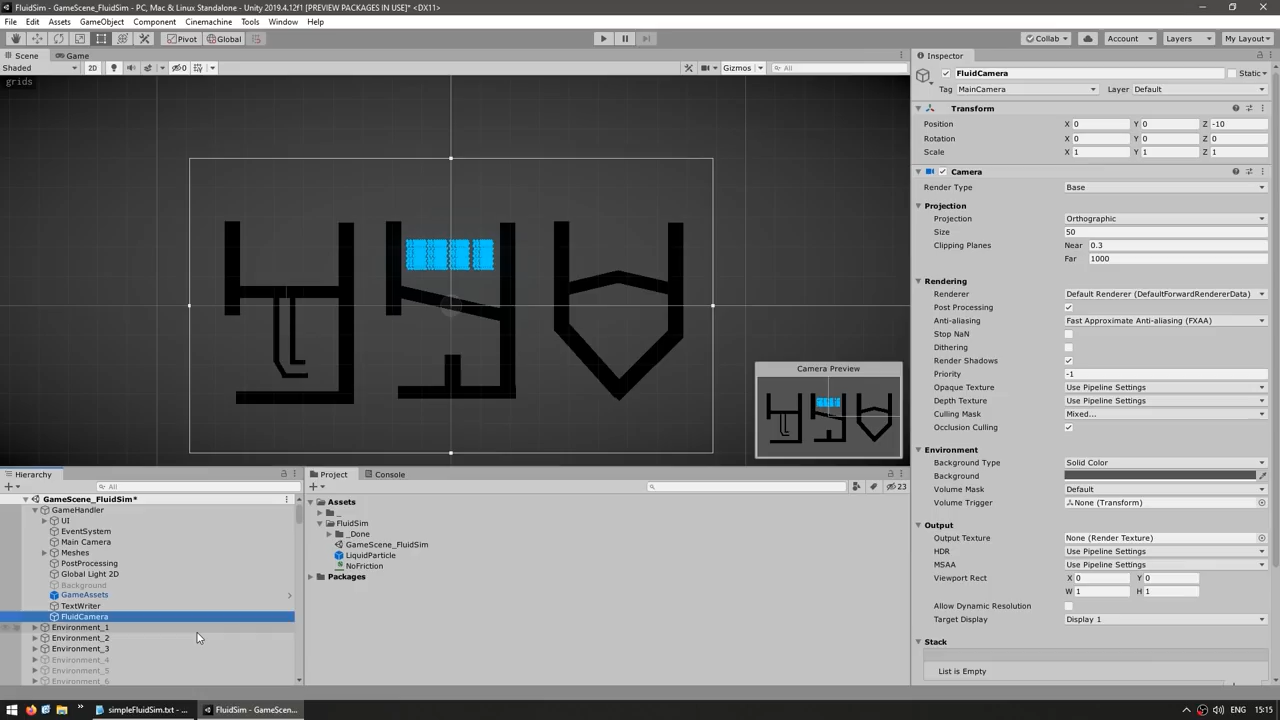 FluidSim - GameScene_FluidSim - PC, Mac & Linux Standalone - Unity 2019.4.12f1 [PREVIEW PACKAGES IN USE]* <DX11>
File Edit Assets GameObject Component Cinemachine Tools Window Help
Pivot Global Collab Account Layers My Layout
Scene Game
Shaded 2D 0 Gizmos All
grids
Camera Preview
Hierarchy
All
GameScene_FluidSim*
GameHandler
UI
EventSystem
Main Camera
Meshes
PostProcessing
Global Light 2D
Background
GameAssets
TextWriter
FluidCamera
Environment_1
Environment_2
Environment_3
Environment_4
Environment_5
Environment_6
Project Console
23
Assets
_
FluidSim
_Done
GameScene_FluidSim
LiquidParticle
NoFriction
Packages
Inspector
FluidCamera Static
Tag MainCamera Layer Default
Transform
Position X 0 Y 0 Z -10
Rotation X 0 Y 0 Z 0
Scale X 1 Y 1 Z 1
Camera
Render Type Base
Projection
Projection Orthographic
Size 50
Clipping Planes Near 0.3
Far 1000
Rendering
Renderer Default Renderer (DefaultForwardRendererData)
Post Processing
Anti-aliasing Fast Approximate Anti-aliasing (FXAA)
Stop NaN
Dithering
Render Shadows
Priority -1
Opaque Texture Use Pipeline Settings
Depth Texture Use Pipeline Settings
Culling Mask Mixed...
Occlusion Culling
Environment
Background Type Solid Color
Background
Volume Mask Default
Volume Trigger None (Transform)
Output
Output Texture None (Render Texture)
HDR Use Pipeline Settings
MSAA Use Pipeline Settings
Viewport Rect X 0 Y 0
W 1 H 1
Allow Dynamic Resolution
Target Display Display 1
Stack
List is Empty
simpleFluidSim.txt - ... FluidSim - GameScen... ENG 15:15